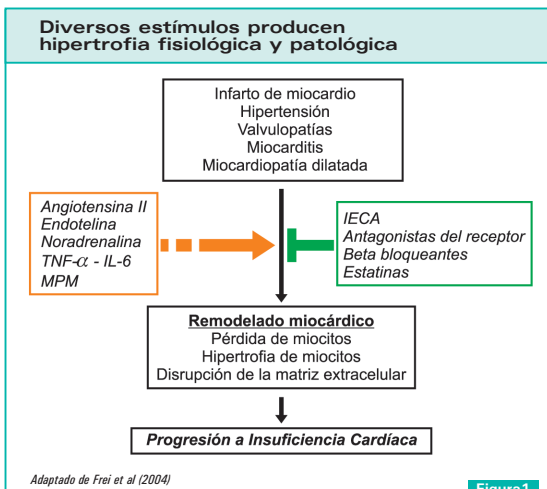 Diversos estímulos producen
hipertrofia fisiológica y patológica
Infarto de miocardio
Hipertensión
Valvulopatías
Miocarditis
Miocardiopatía dilatada
Angiotensina II
Endotelina
Noradrenalina
TNF-α - IL-6
MPM
IECA
Antagonistas del receptor
Beta bloqueantes
Estatinas
Remodelado miocárdico
Pérdida de miocitos
Hipertrofia de miocitos
Disrupción de la matriz extracelular
Progresión a Insuficiencia Cardíaca
Adaptado de Frei et al (2004)
Figura1